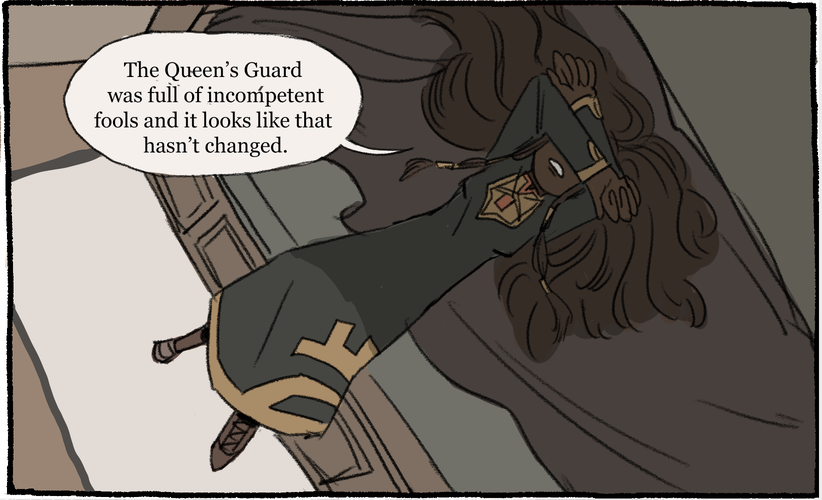 The Queen's Guard
was full of incompetent
fools and it looks like that
hasn't changed.